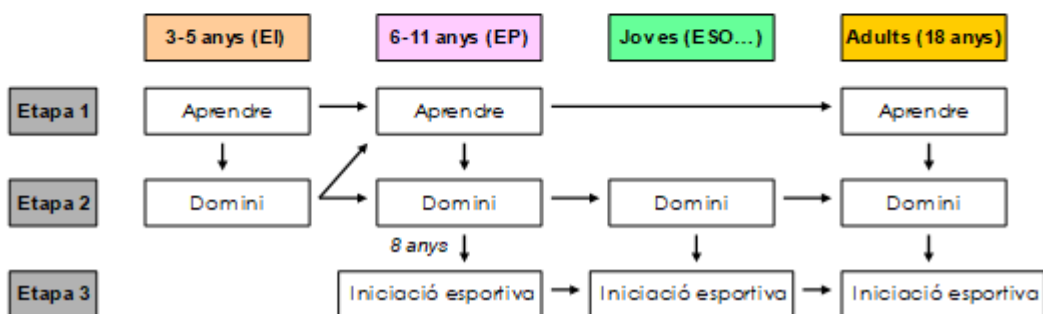 3-5 anys (EI)
6-11 anys (EP)
Joves (ESO...)
Adults (18 anys)
Etapa 1
Aprendre
Aprendre
Aprendre
Etapa 2
Domini
Domini
Domini
Domini
8 anys
Etapa 3
Iniciació esportiva
Iniciació esportiva
Iniciació esportiva